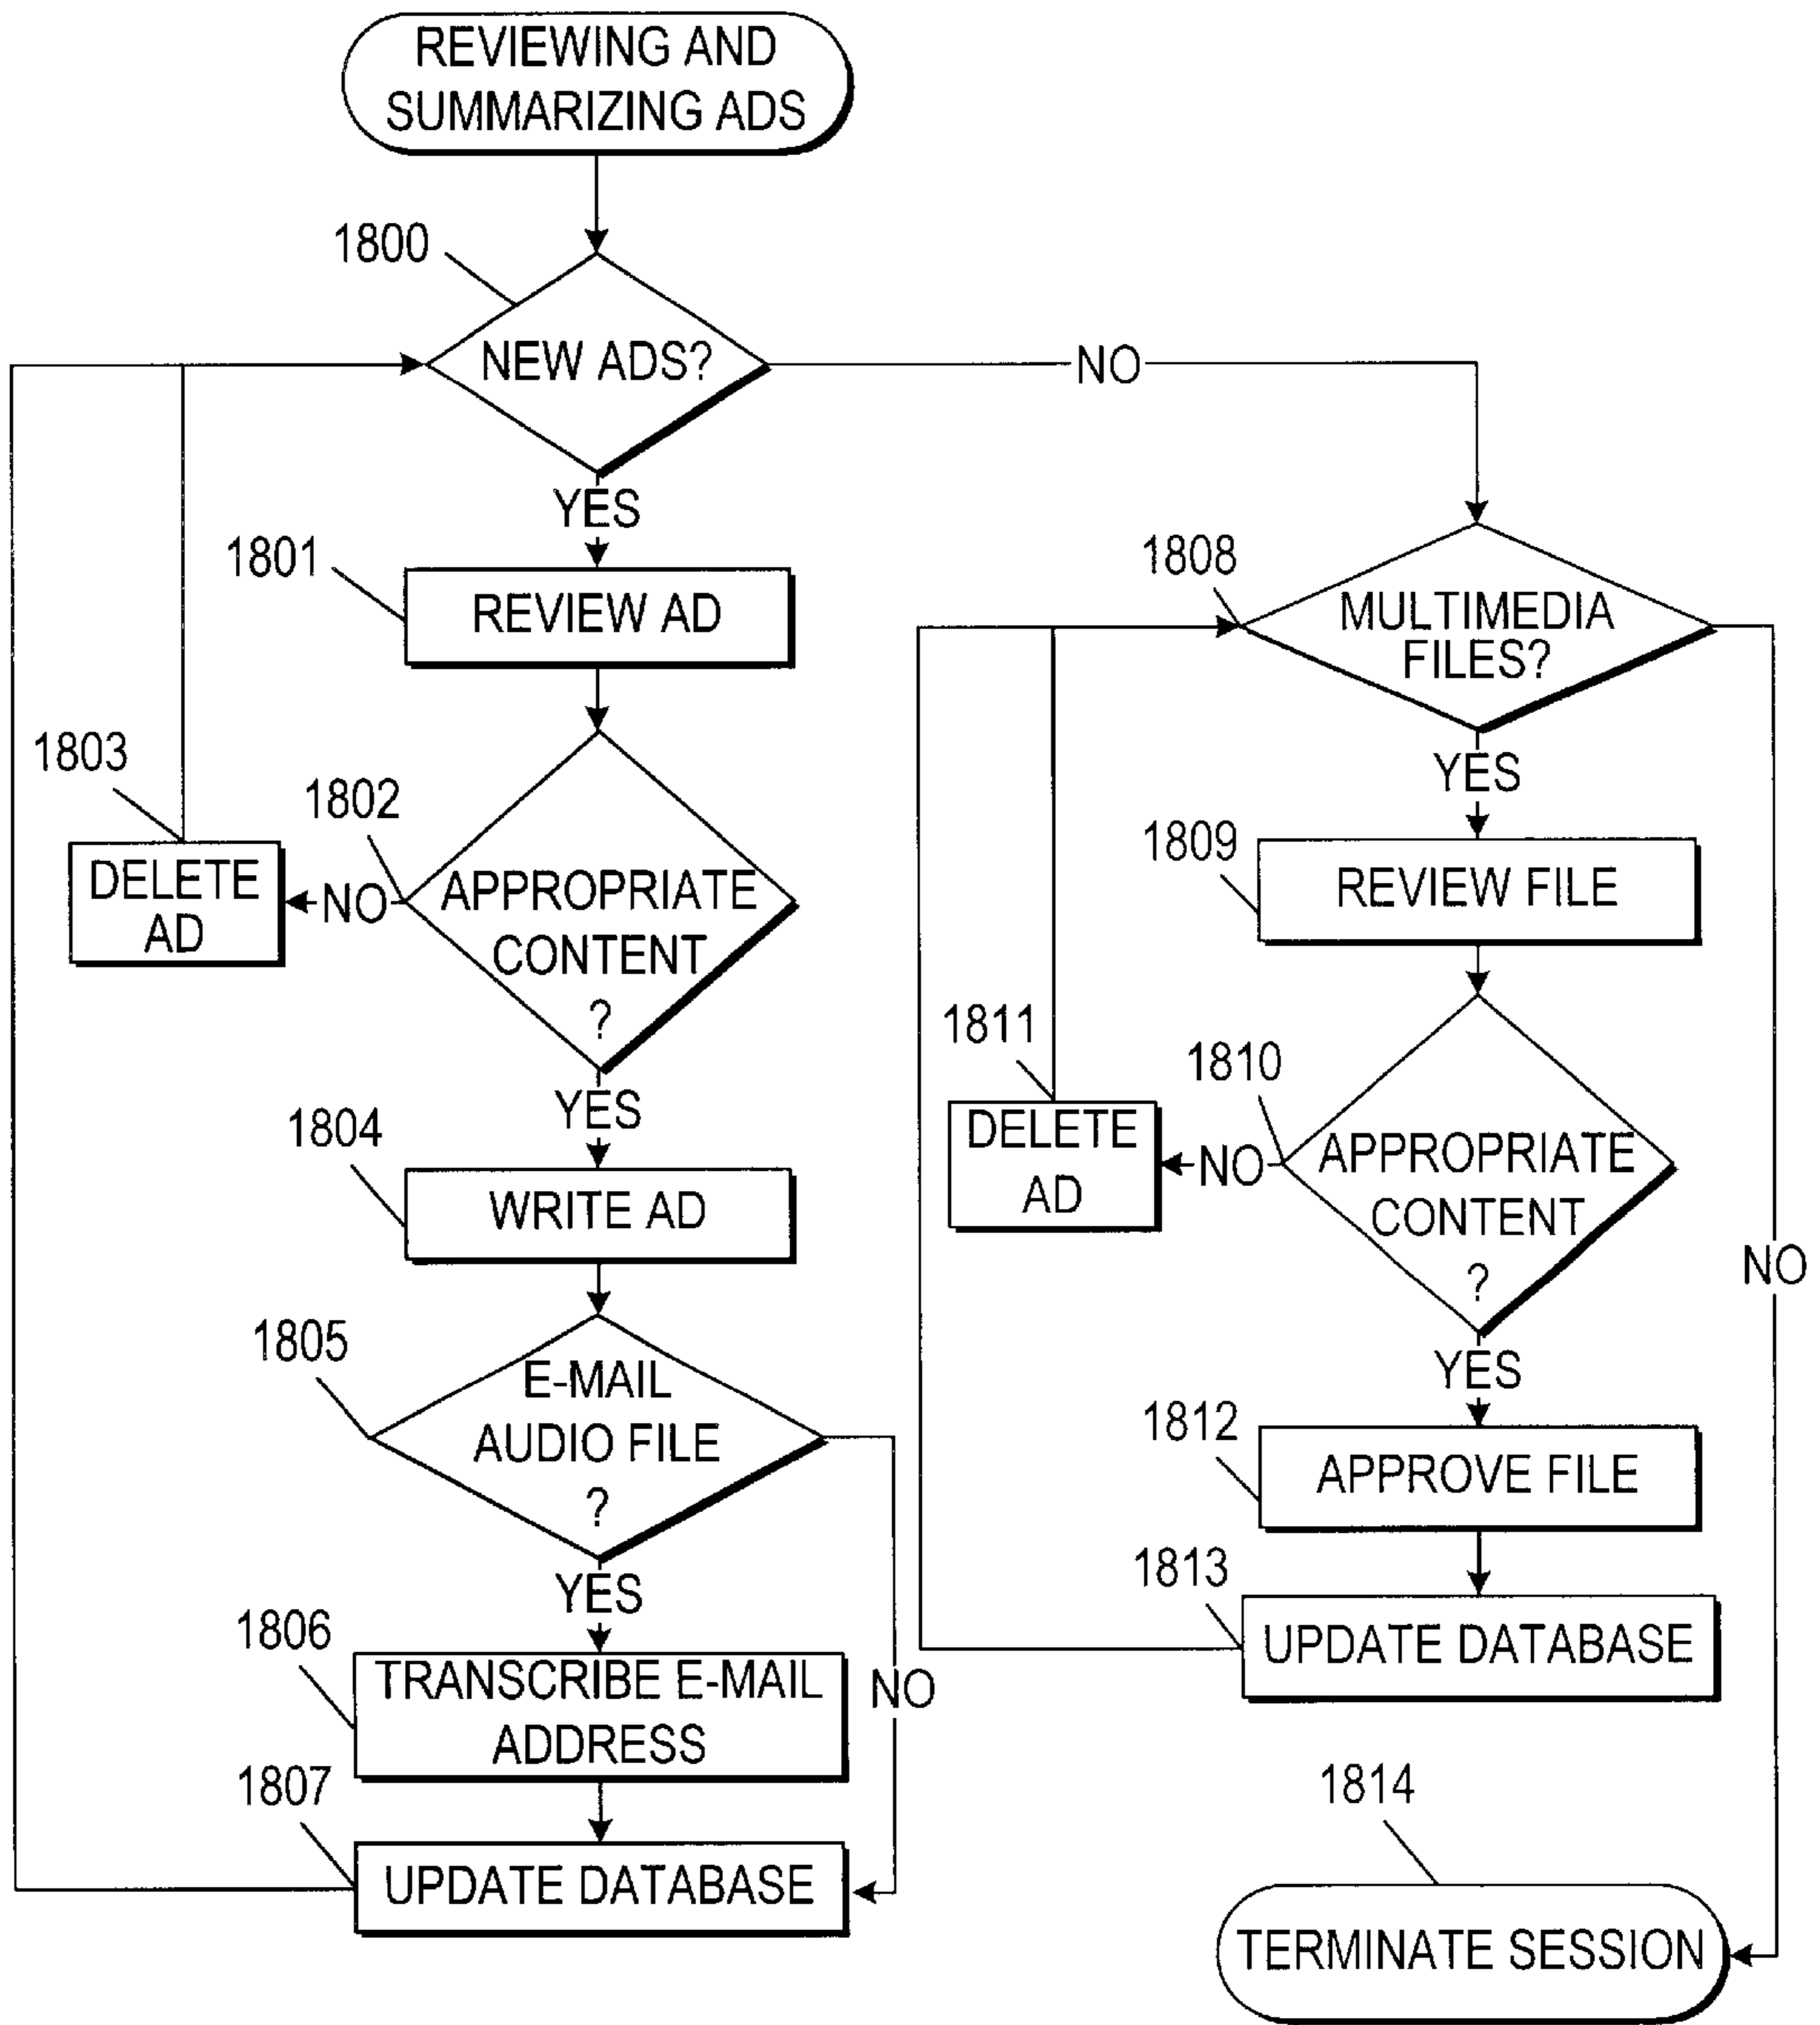 REVIEWING AND
SUMMARIZING ADS
1800
NEW ADS?
NO
YES
1801
REVIEW AD
1803
1802
DELETE
AD
NO
APPROPRIATE
CONTENT
?
YES
1804
WRITE AD
1805
E-MAIL
AUDIO FILE
?
YES
NO
1806
TRANSCRIBE E-MAIL
ADDRESS
1807
UPDATE DATABASE
1808
MULTIMEDIA
FILES?
YES
NO
1809
REVIEW FILE
1811
1810
DELETE
AD
NO
APPROPRIATE
CONTENT
?
YES
1812
APPROVE FILE
1813
UPDATE DATABASE
1814
TERMINATE SESSION